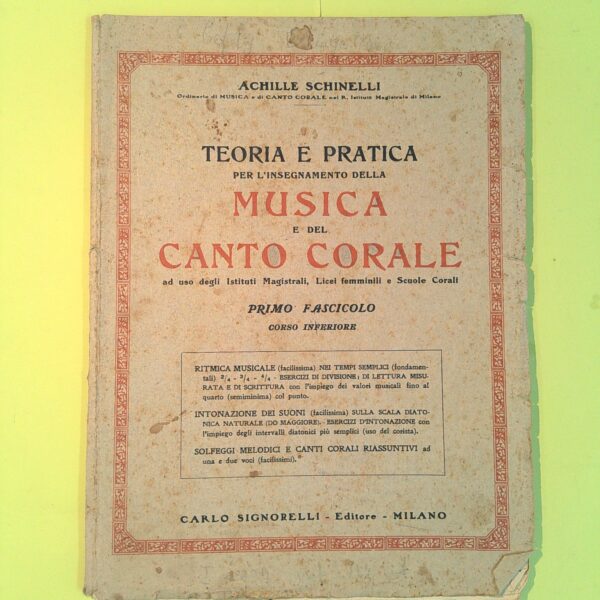 ACHILLE SCHINELLI
Ordinario di MUSICA e di CANTO CORALE nel R. Istituto Magistrale di Milano
TEORIA E PRATICA
PER L'INSEGNAMENTO DELLA
MUSICA
E DEL
CANTO CORALE
ad uso degli Istituti Magistrali, Licei femminili e Scuole Corali
PRIMO FASCICOLO
CORSO INFERIORE
RITMICA MUSICALE (facilissima) NEI TEMPI SEMPLICI (fondamen-
tali) 2/4 - 3/4 - 4/4 - ESERCIZI DI DIVISIONE; DI LETTURA MISU-
RATA E DI SCRITTURA con l'impiego dei valori musicali fino al
quarto (semiminima) col punto.
INTONAZIONE DEI SUONI (facilissima) SULLA SCALA DIATO-
NICA NATURALE (DO MAGGIORE). - ESERCIZI D'INTONAZIONE con
l'impiego degli intervalli diatonici più semplici (uso del corista).
SOLFEGGI MELODICI E CANTI CORALI RIASSUNTIVI ad
una e due voci (facilissimi).
CARLO SIGNORELLI - Editore - MILANO